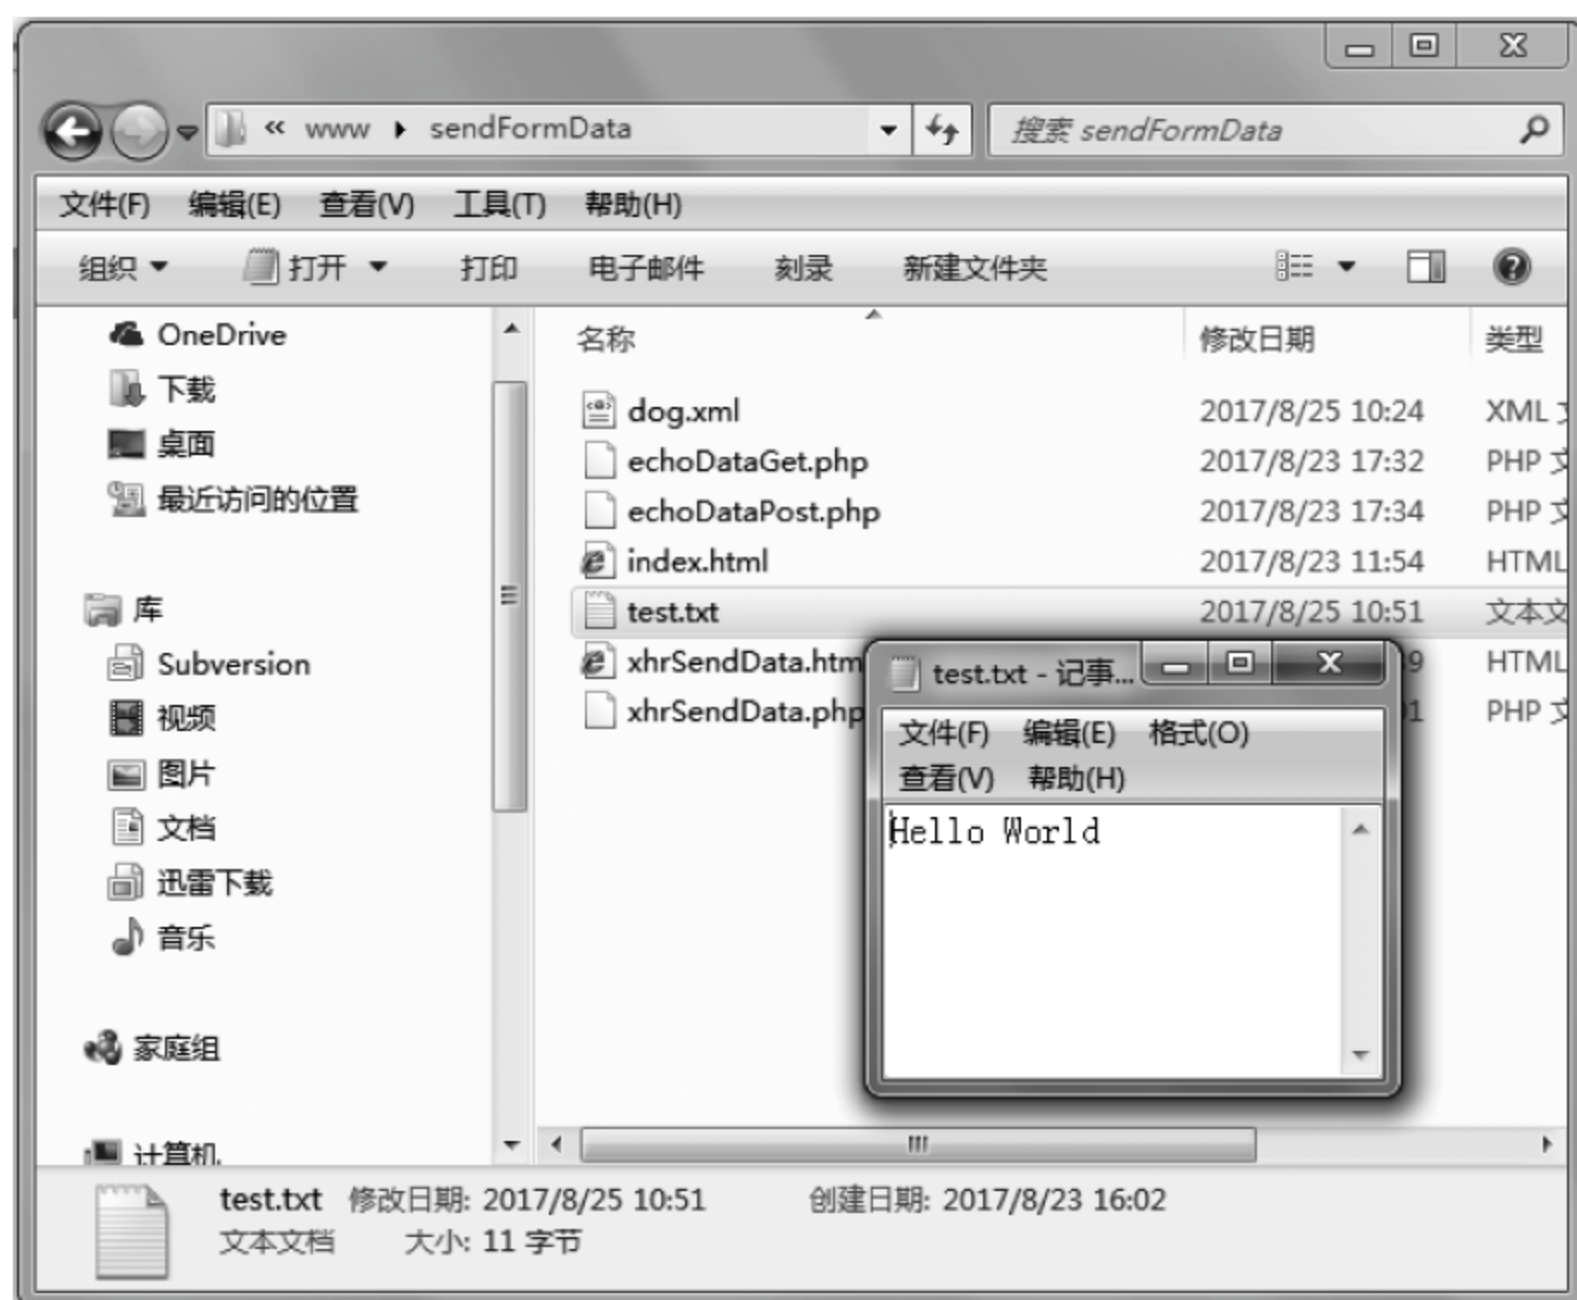 « www ▸ sendFormData
搜索 sendFormData
文件(F) 编辑(E) 查看(V) 工具(T) 帮助(H)
组织 打开 打印 电子邮件 刻录 新建文件夹
OneDrive
下载
桌面
最近访问的位置
库
Subversion
视频
图片
文档
迅雷下载
音乐
家庭组
计算机
名称 修改日期 类型
dog.xml 2017/8/25 10:24 XML
echoDataGet.php 2017/8/23 17:32 PHP
echoDataPost.php 2017/8/23 17:34 PHP
index.html 2017/8/23 11:54 HTML
test.txt 2017/8/25 10:51 文本文
xhrSendData.htm HTML
xhrSendData.php PHP
test.txt - 记事...
文件(F) 编辑(E) 格式(O)
查看(V) 帮助(H)
Hello World
test.txt 修改日期: 2017/8/25 10:51 创建日期: 2017/8/23 16:02
文本文档 大小: 11 字节